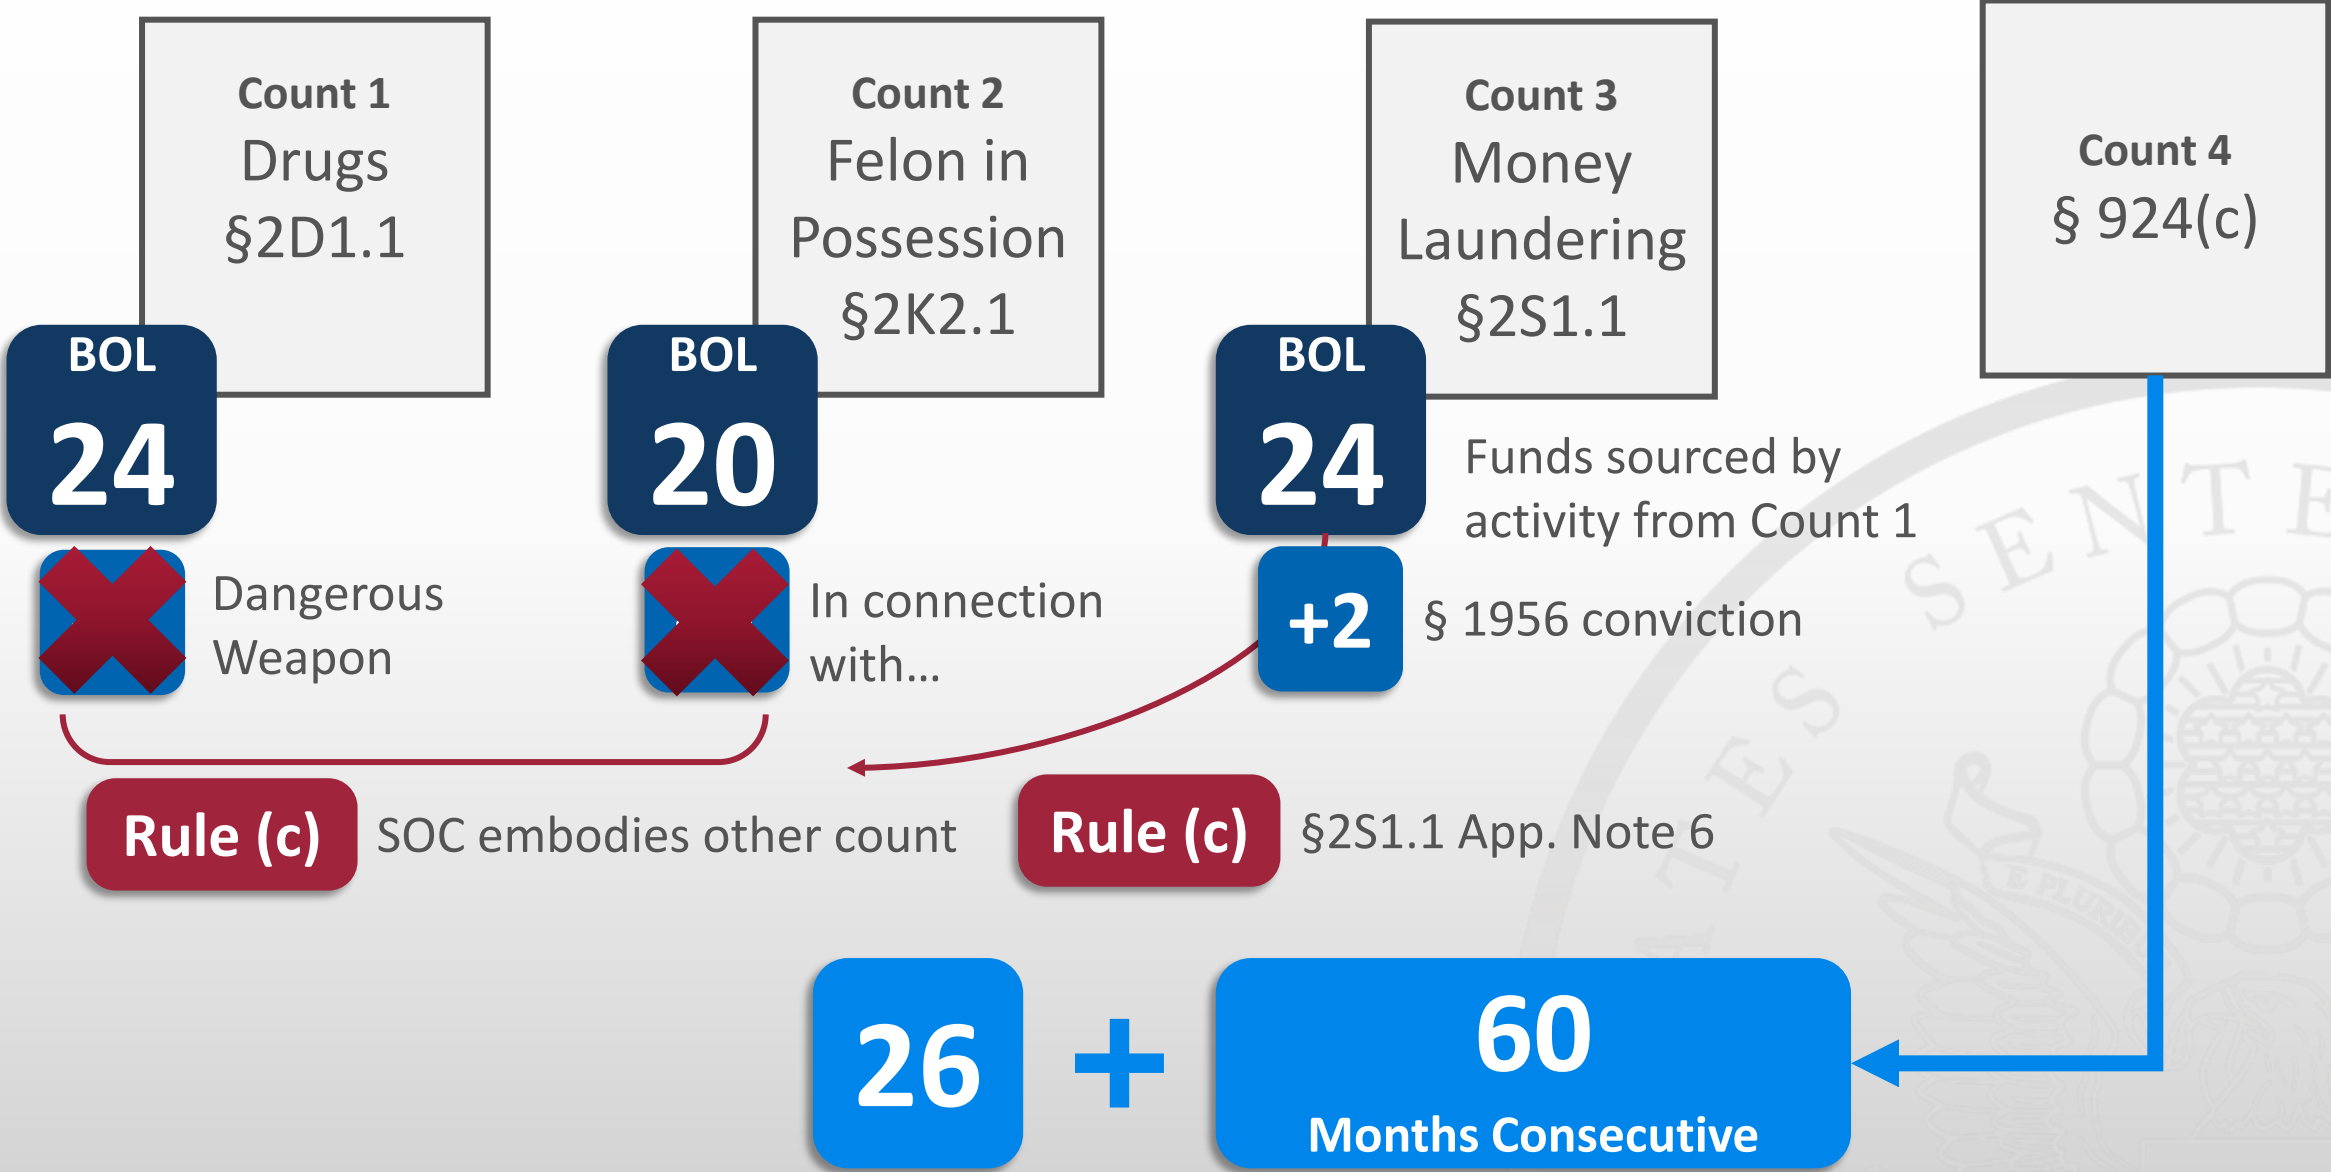 Count 1
Drugs
§2D1.1
BOL
24
Dangerous
Weapon
Count 2
Felon in
Possession
§2K2.1
BOL
20
In connection
with...
Count 3
Money
Laundering
§2S1.1
BOL
24
Funds sourced by
activity from Count 1
+2
§ 1956 conviction
Count 4
§ 924(c)
Rule (c)
SOC embodies other count
Rule (c)
§2S1.1 App. Note 6
26
+
60
Months Consecutive
ATES SENTE
E PLURIB